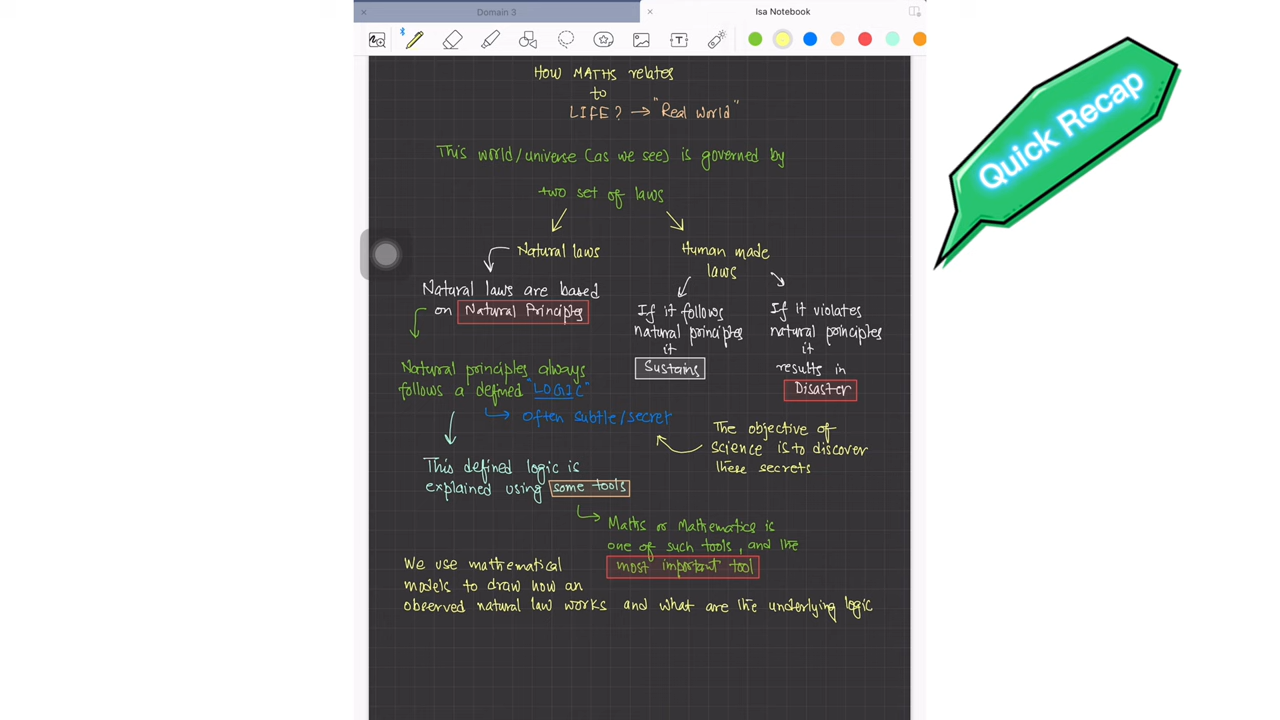 Domain 3
Isa Notebook
How MATHS relates
to
LIFE? → "Real world"
This world/universe (as we see) is governed by
two set of laws
Natural laws
Human made
laws
Natural laws are based
on Natural Principles
If it follows
natural principles
it
Sustains
If it violates
natural principles
it
results in
Disaster
Natural principles always
follows a defined "LOGIC"
Often subtle/secret
The objective of
science is to discover
these secrets
This defined logic is
explained using some tools
Maths or Mathematics is
one of such tools, and the
most important tool
We use mathematical
models to draw how an
observed natural law works and what are the underlying logic
Quick Recap